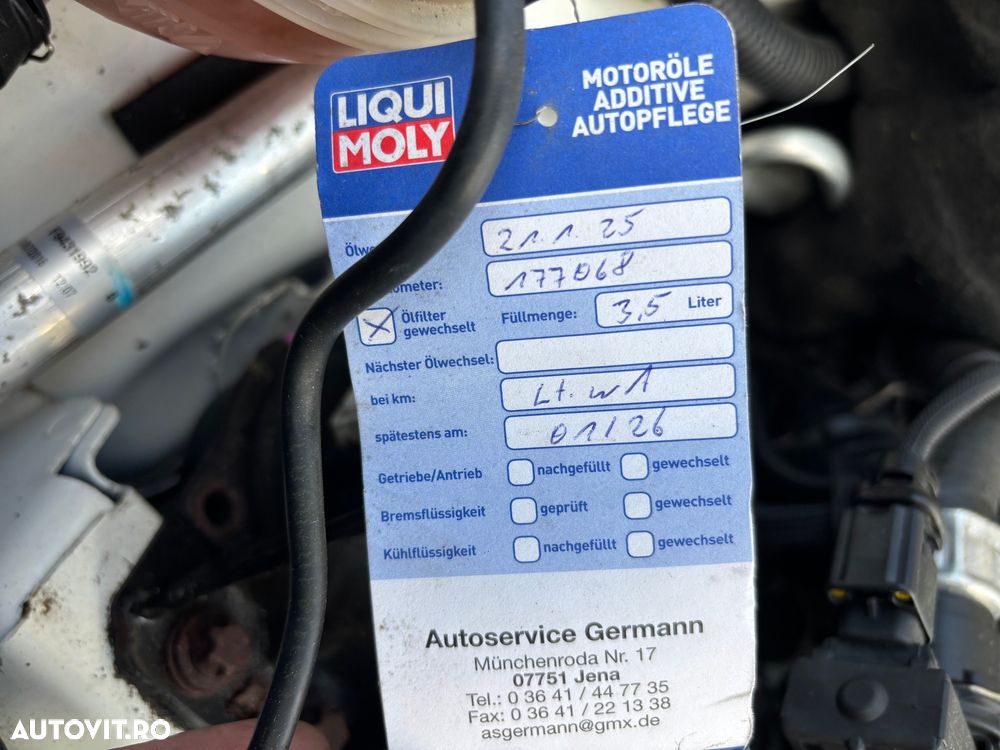 LIQUI
MOLY
MOTORÖLE
ADDITIVE
AUTOPFLEGE
21.1.25
177068
Ölfilter
gewechselt
Füllmenge: 3,5 Liter
Nächster Ölwechsel:
bei km: Lt.
spätestens am: 01/26
Getriebe/Antrieb nachgefüllt gewechselt
Bremsflüssigkeit geprüft gewechselt
Kühlflüssigkeit nachgefüllt gewechselt
Autoservice Germann
Münchenroda Nr. 17
07751 Jena
Tel.: 0 36 41 / 44 77 35
Fax: 0 36 41 / 22 13 38
asgermann@gmx.de
12/07
AUTOVIT.RO